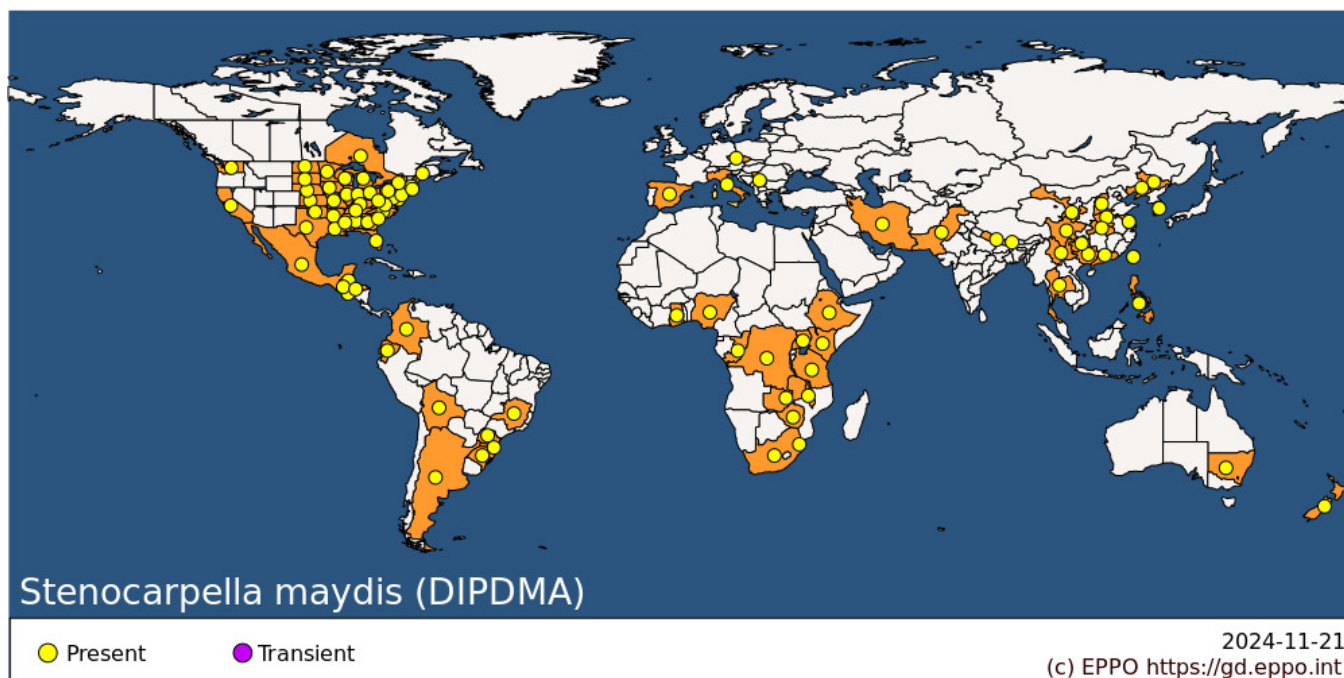 Stenocarpella maydis (DIPDMA)
Present
Transient
2024-11-21
(c) EPPO https://gd.eppo.int